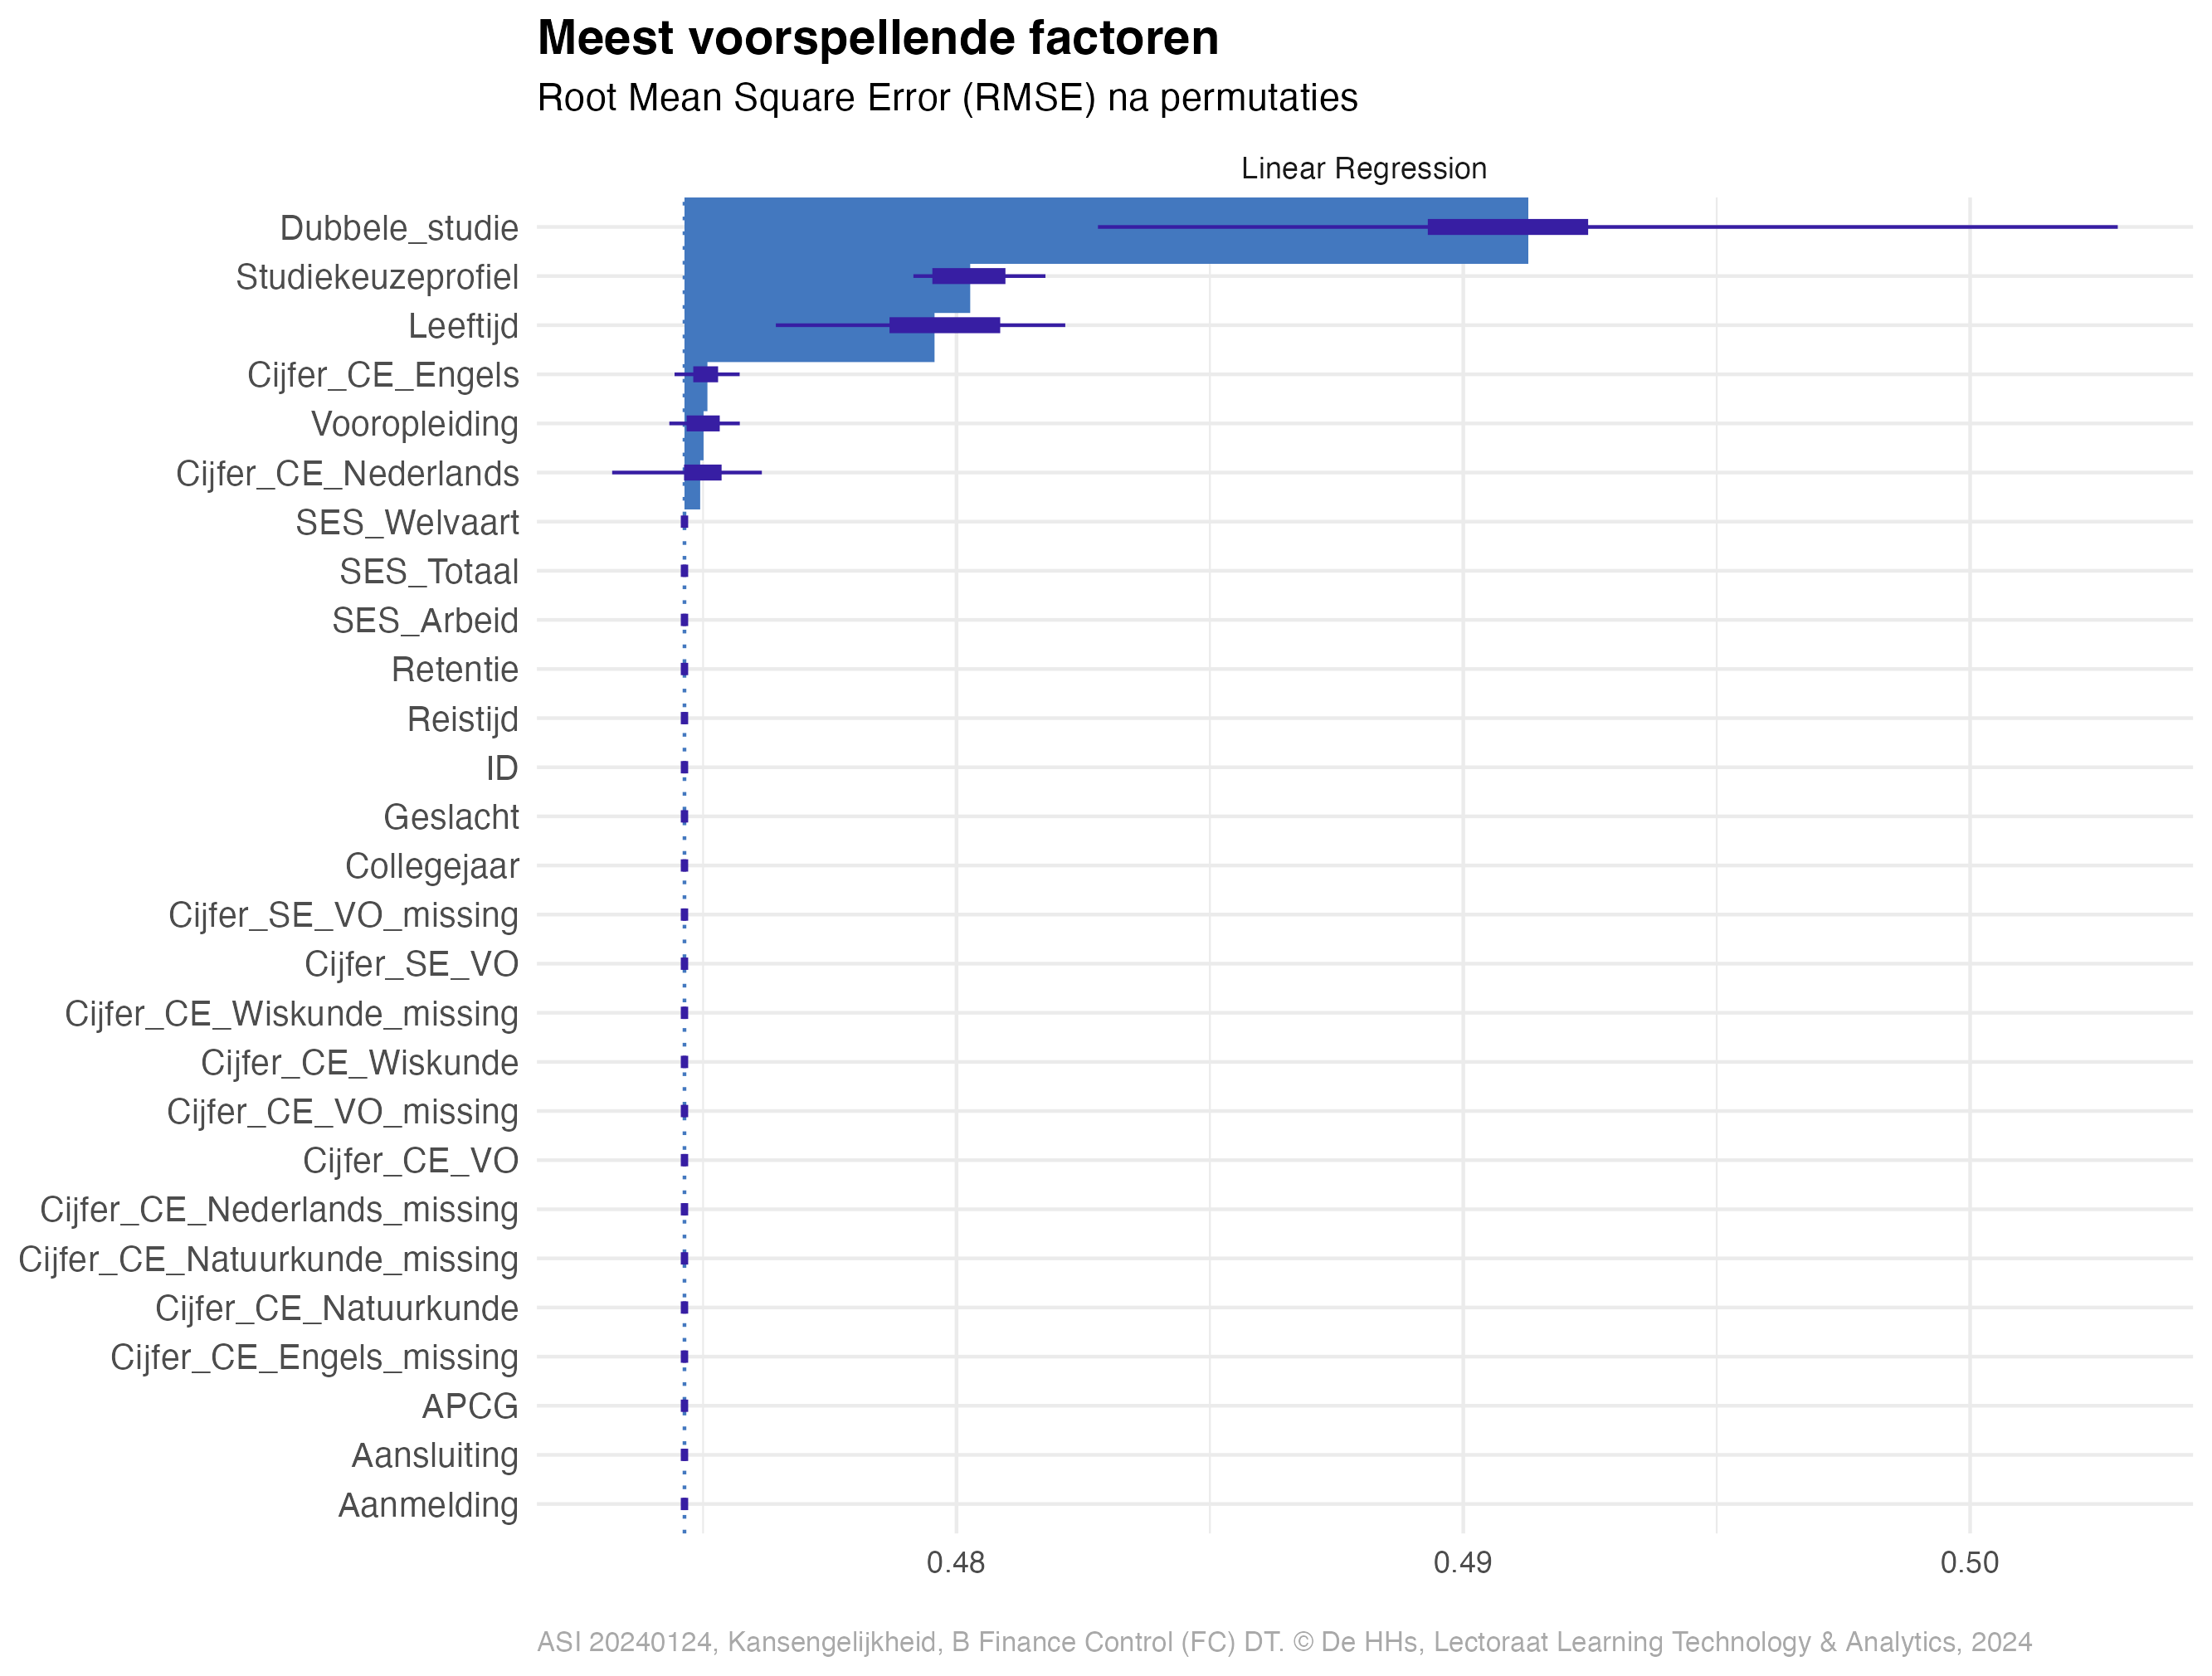 Meest voorspellende factoren
Root Mean Square Error (RMSE) na permutaties
Linear Regression
Dubbele_studie
Studiekeuzeprofiel
Leeftijd
Cijfer_CE_Engels
Vooropleiding
Cijfer_CE_Nederlands
SES_Welvaart
SES_Totaal
SES_Arbeid
Retentie
Reistijd
ID
Geslacht
Collegejaar
Cijfer_SE_VO_missing
Cijfer_SE_VO
Cijfer_CE_Wiskunde_missing
Cijfer_CE_Wiskunde
Cijfer_CE_VO_missing
Cijfer_CE_VO
Cijfer_CE_Nederlands_missing
Cijfer_CE_Natuurkunde_missing
Cijfer_CE_Natuurkunde
Cijfer_CE_Engels_missing
APCG
Aansluiting
Aanmelding
0.48 0.49 0.50
ASI 20240124, Kansengelijkheid, B Finance Control (FC) DT. © De HHs, Lectoraat Learning Technology & Analytics, 2024